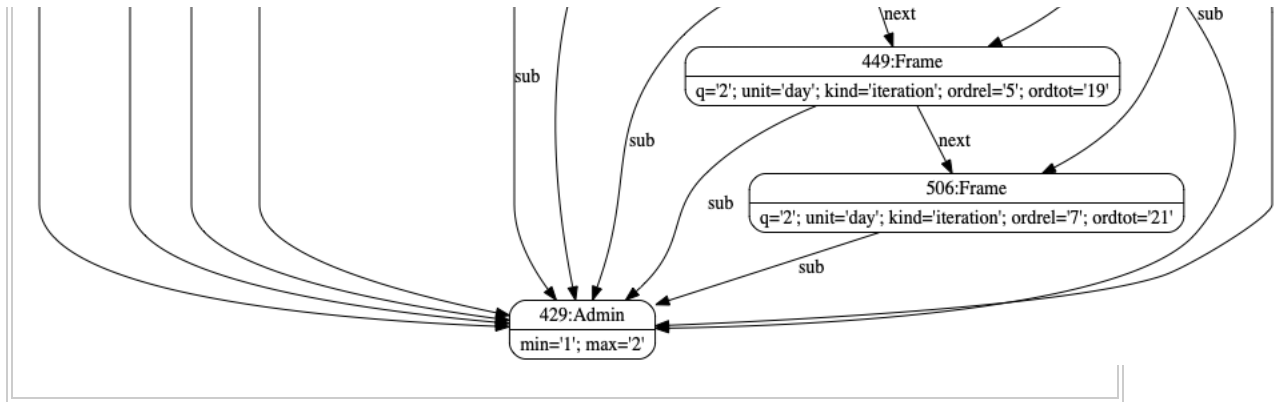 next
sub
449:Frame
q='2'; unit='day'; kind='iteration'; ordrel='5'; ordtot='19'
sub
sub
next
506:Frame
q='2'; unit='day'; kind='iteration'; ordrel='7'; ordtot='21'
sub
sub
429:Admin
min='1'; max='2'